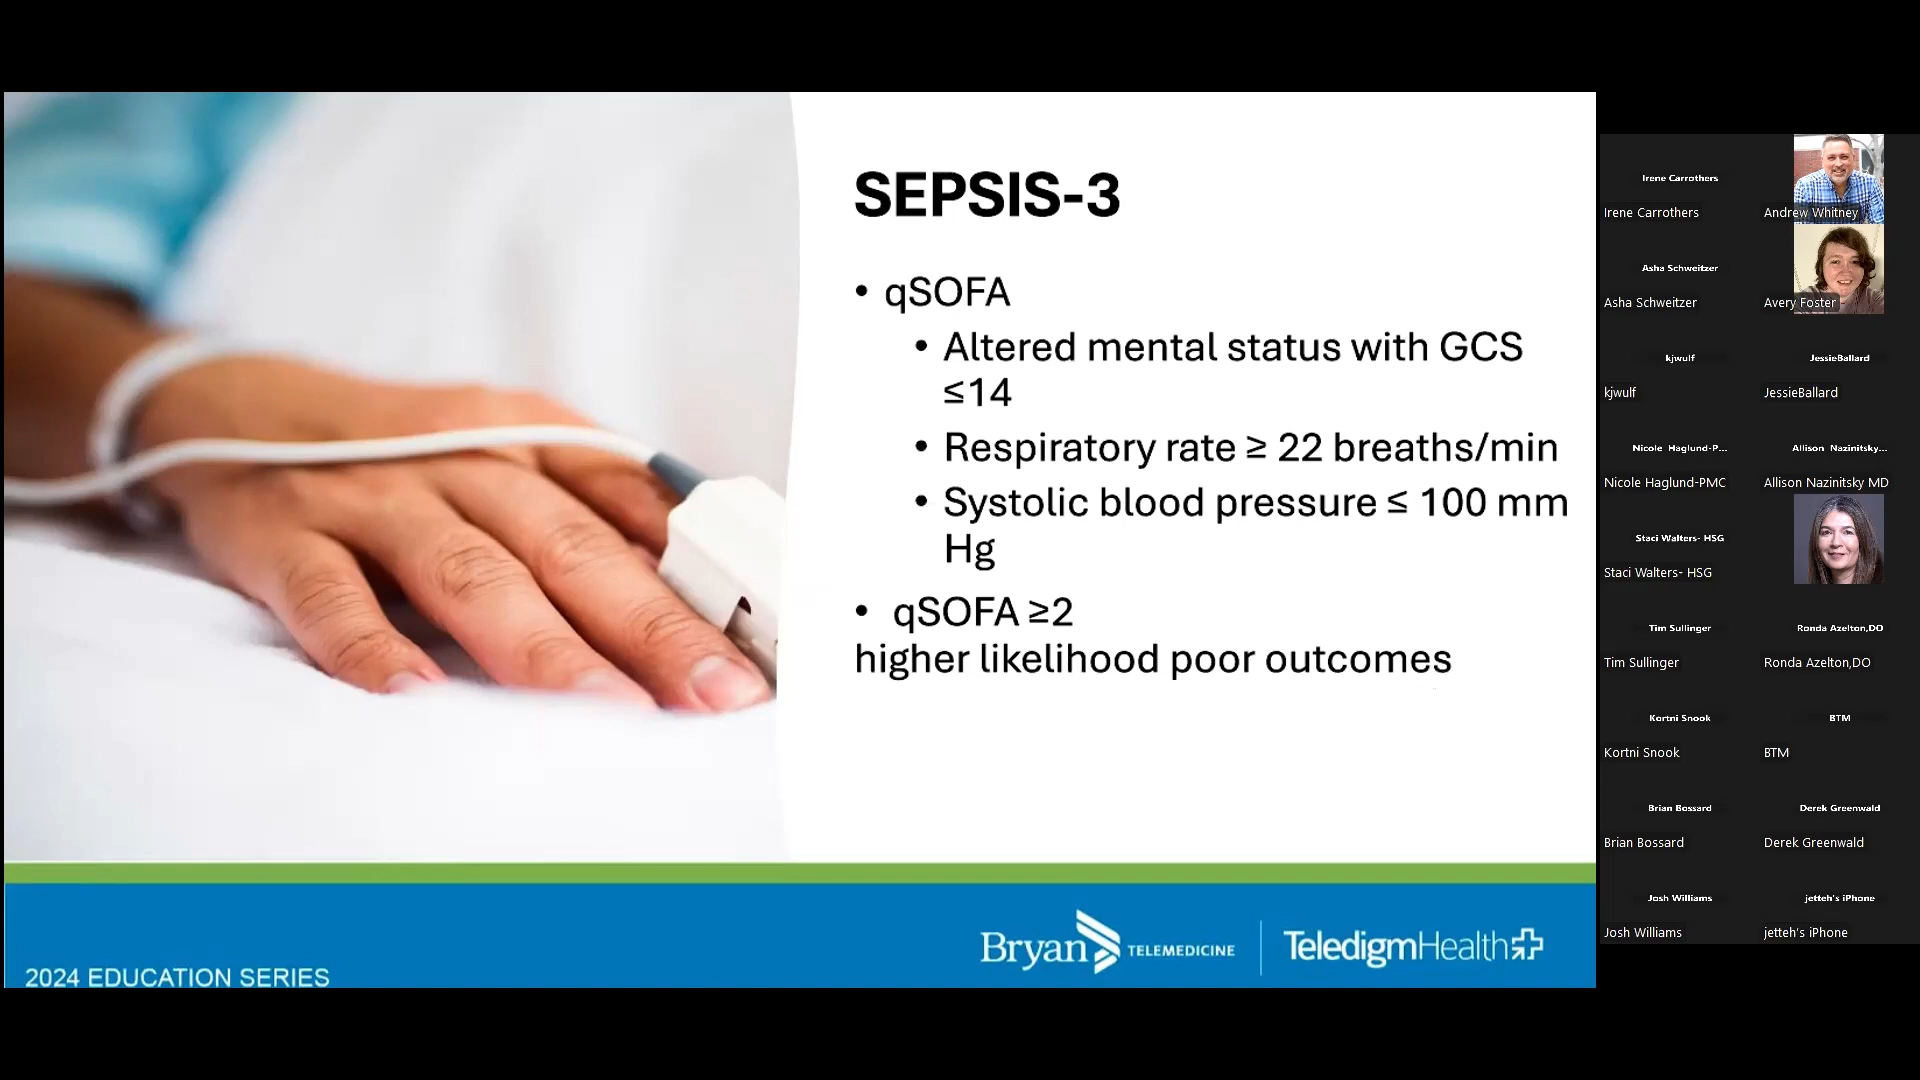 SEPSIS-3
• qSOFA
• Altered mental status with GCS
≤14
• Respiratory rate ≥ 22 breaths/min
• Systolic blood pressure ≤ 100 mm
Hg
• qSOFA ≥2
higher likelihood poor outcomes
2024 EDUCATION SERIES
Bryan TELEMEDICINE
TeledigmHealth
Irene Carrothers
Irene Carrothers
Andrew Whitney
Asha Schweitzer
Asha Schweitzer
Avery Foster
kjwulf
kjwulf
JessieBallard
JessieBallard
Nicole Haglund-P...
Nicole Haglund-PMC
Allison Nazinitsky...
Allison Nazinitsky MD
Staci Walters- HSG
Staci Walters- HSG
Tim Sullinger
Tim Sullinger
Ronda Azelton,DO
Ronda Azelton,DO
Kortni Snook
Kortni Snook
BTM
BTM
Brian Bossard
Brian Bossard
Derek Greenwald
Derek Greenwald
Josh Williams
Josh Williams
jetteh's iPhone
jetteh's iPhone